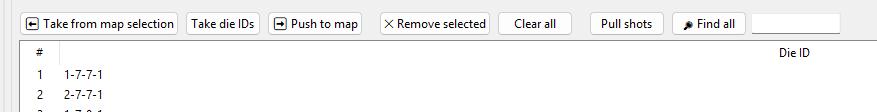 Take from map selection Take die IDs Push to map Remove selected Clear all Pull shots Find all
# Die ID
1 1-7-7-1
2 2-7-7-1